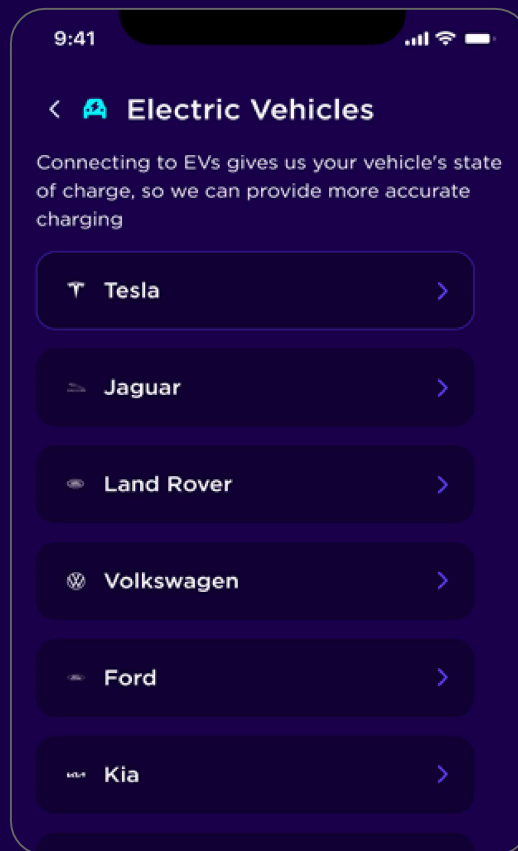 9:41
Electric Vehicles
Connecting to EVs gives us your vehicle's state
of charge, so we can provide more accurate
charging
Tesla
Jaguar
Land Rover
Volkswagen
Ford
Kia